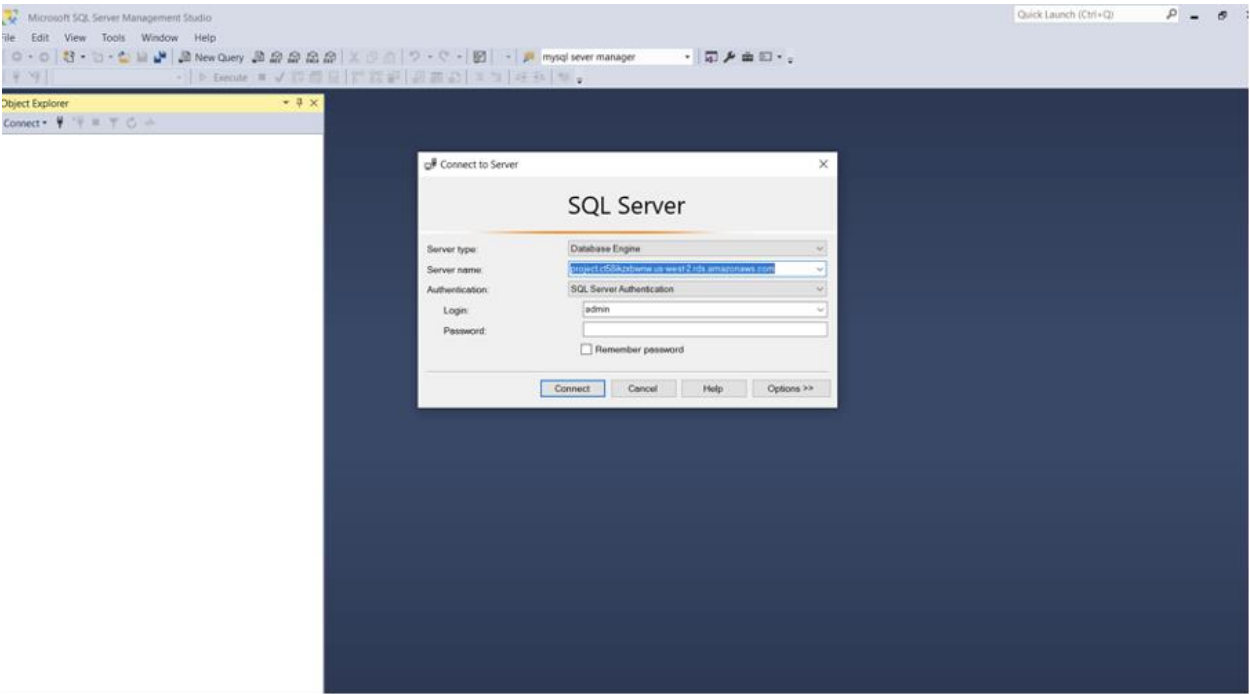 Microsoft SQL Server Management Studio
Quick Launch (Ctrl+Q)
File Edit View Tools Window Help
New Query
mysql sever manager
Execute
Object Explorer
Connect
Connect to Server
SQL Server
Server type: Database Engine
Server name: us-west-2.rds.amazonaws.com
Authentication: SQL Server Authentication
Login: admin
Password:
Remember password
Connect Cancel Help Options >>